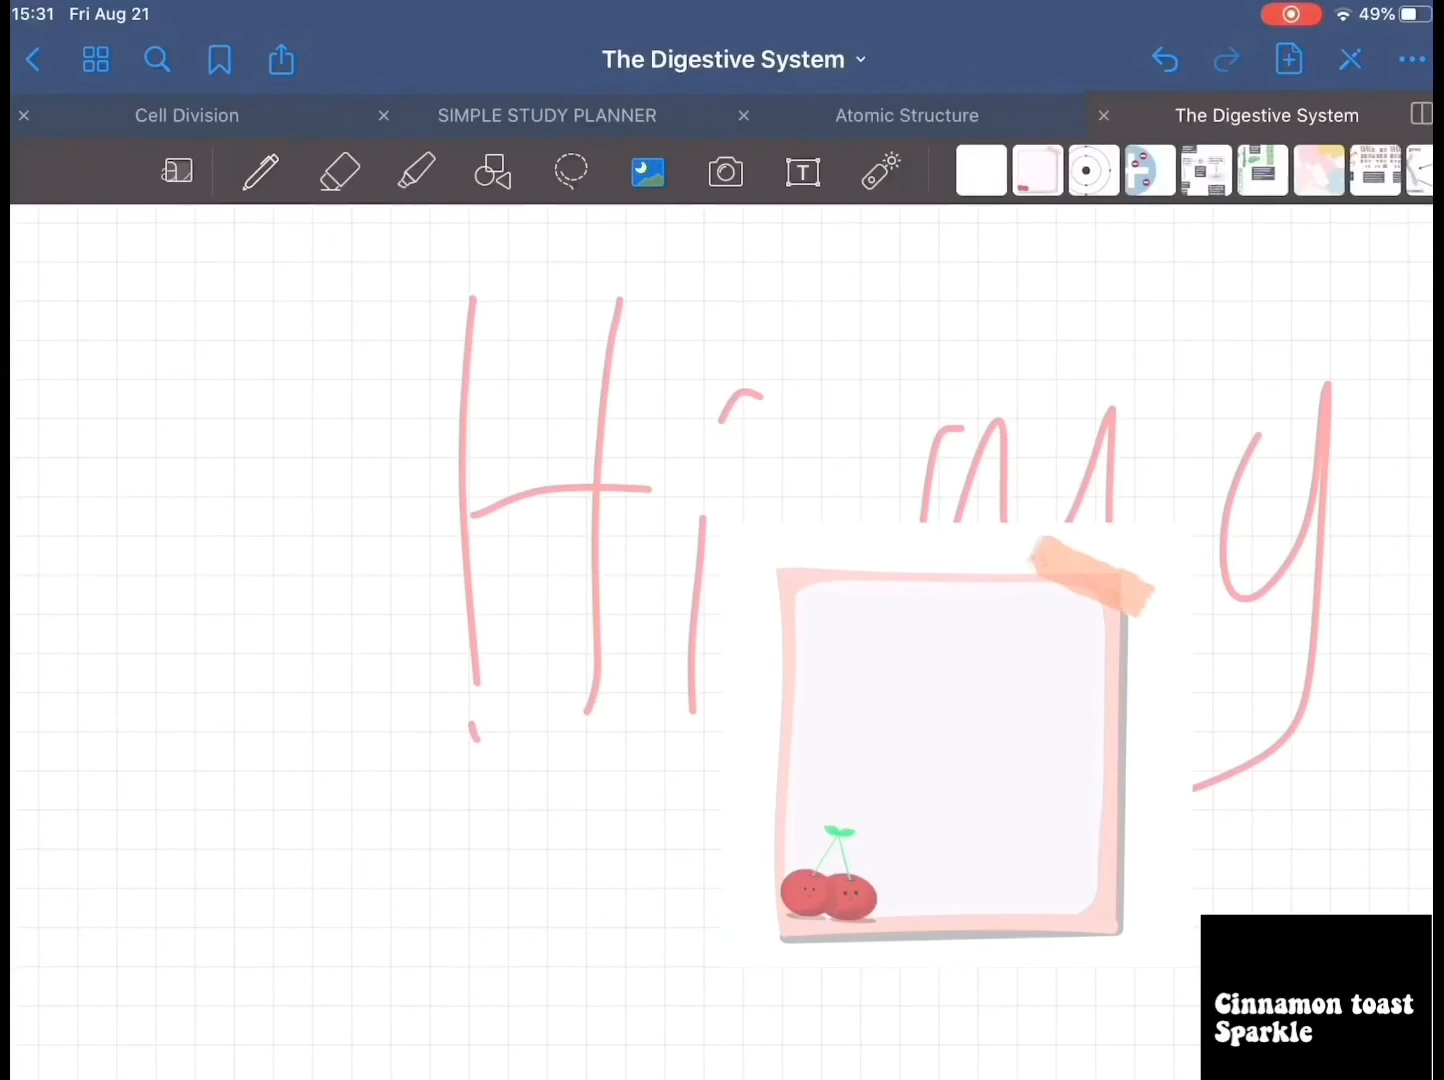 15:31 Fri Aug 21 49%
The Digestive System
Cell Division SIMPLE STUDY PLANNER Atomic Structure The Digestive System
T
Hi my
Cinnamon toast
Sparkle